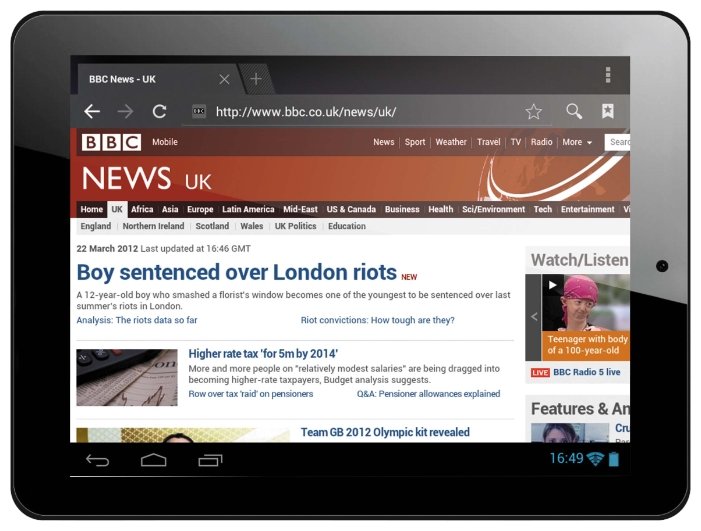 BBC News - UK
http://www.bbc.co.uk/news/uk/
BBC Mobile News Sport Weather Travel TV Radio More
NEWS UK
Home UK Africa Asia Europe Latin America Mid-East US & Canada Business Health Sci/Environment Tech Entertainment
England Northern Ireland Scotland Wales UK Politics Education
22 March 2012 Last updated at 16:46 GMT
Boy sentenced over London riots NEW
A 12-year-old boy who smashed a florist's window becomes one of the youngest to be sentenced over last
summer's riots in London.
Analysis: The riots data so far
Riot convictions: How tough are they?
Higher rate tax 'for 5m by 2014'
More and more people on "relatively modest salaries" are being dragged into
becoming higher-rate taxpayers, Budget analysis suggests.
Row over tax 'raid' on pensioners
Q&A: Pensioner allowances explained
Team GB 2012 Olympic kit revealed
Watch/Listen
Teenager with body
of a 100-year-old
LIVE BBC Radio 5 live
Features &
16:49